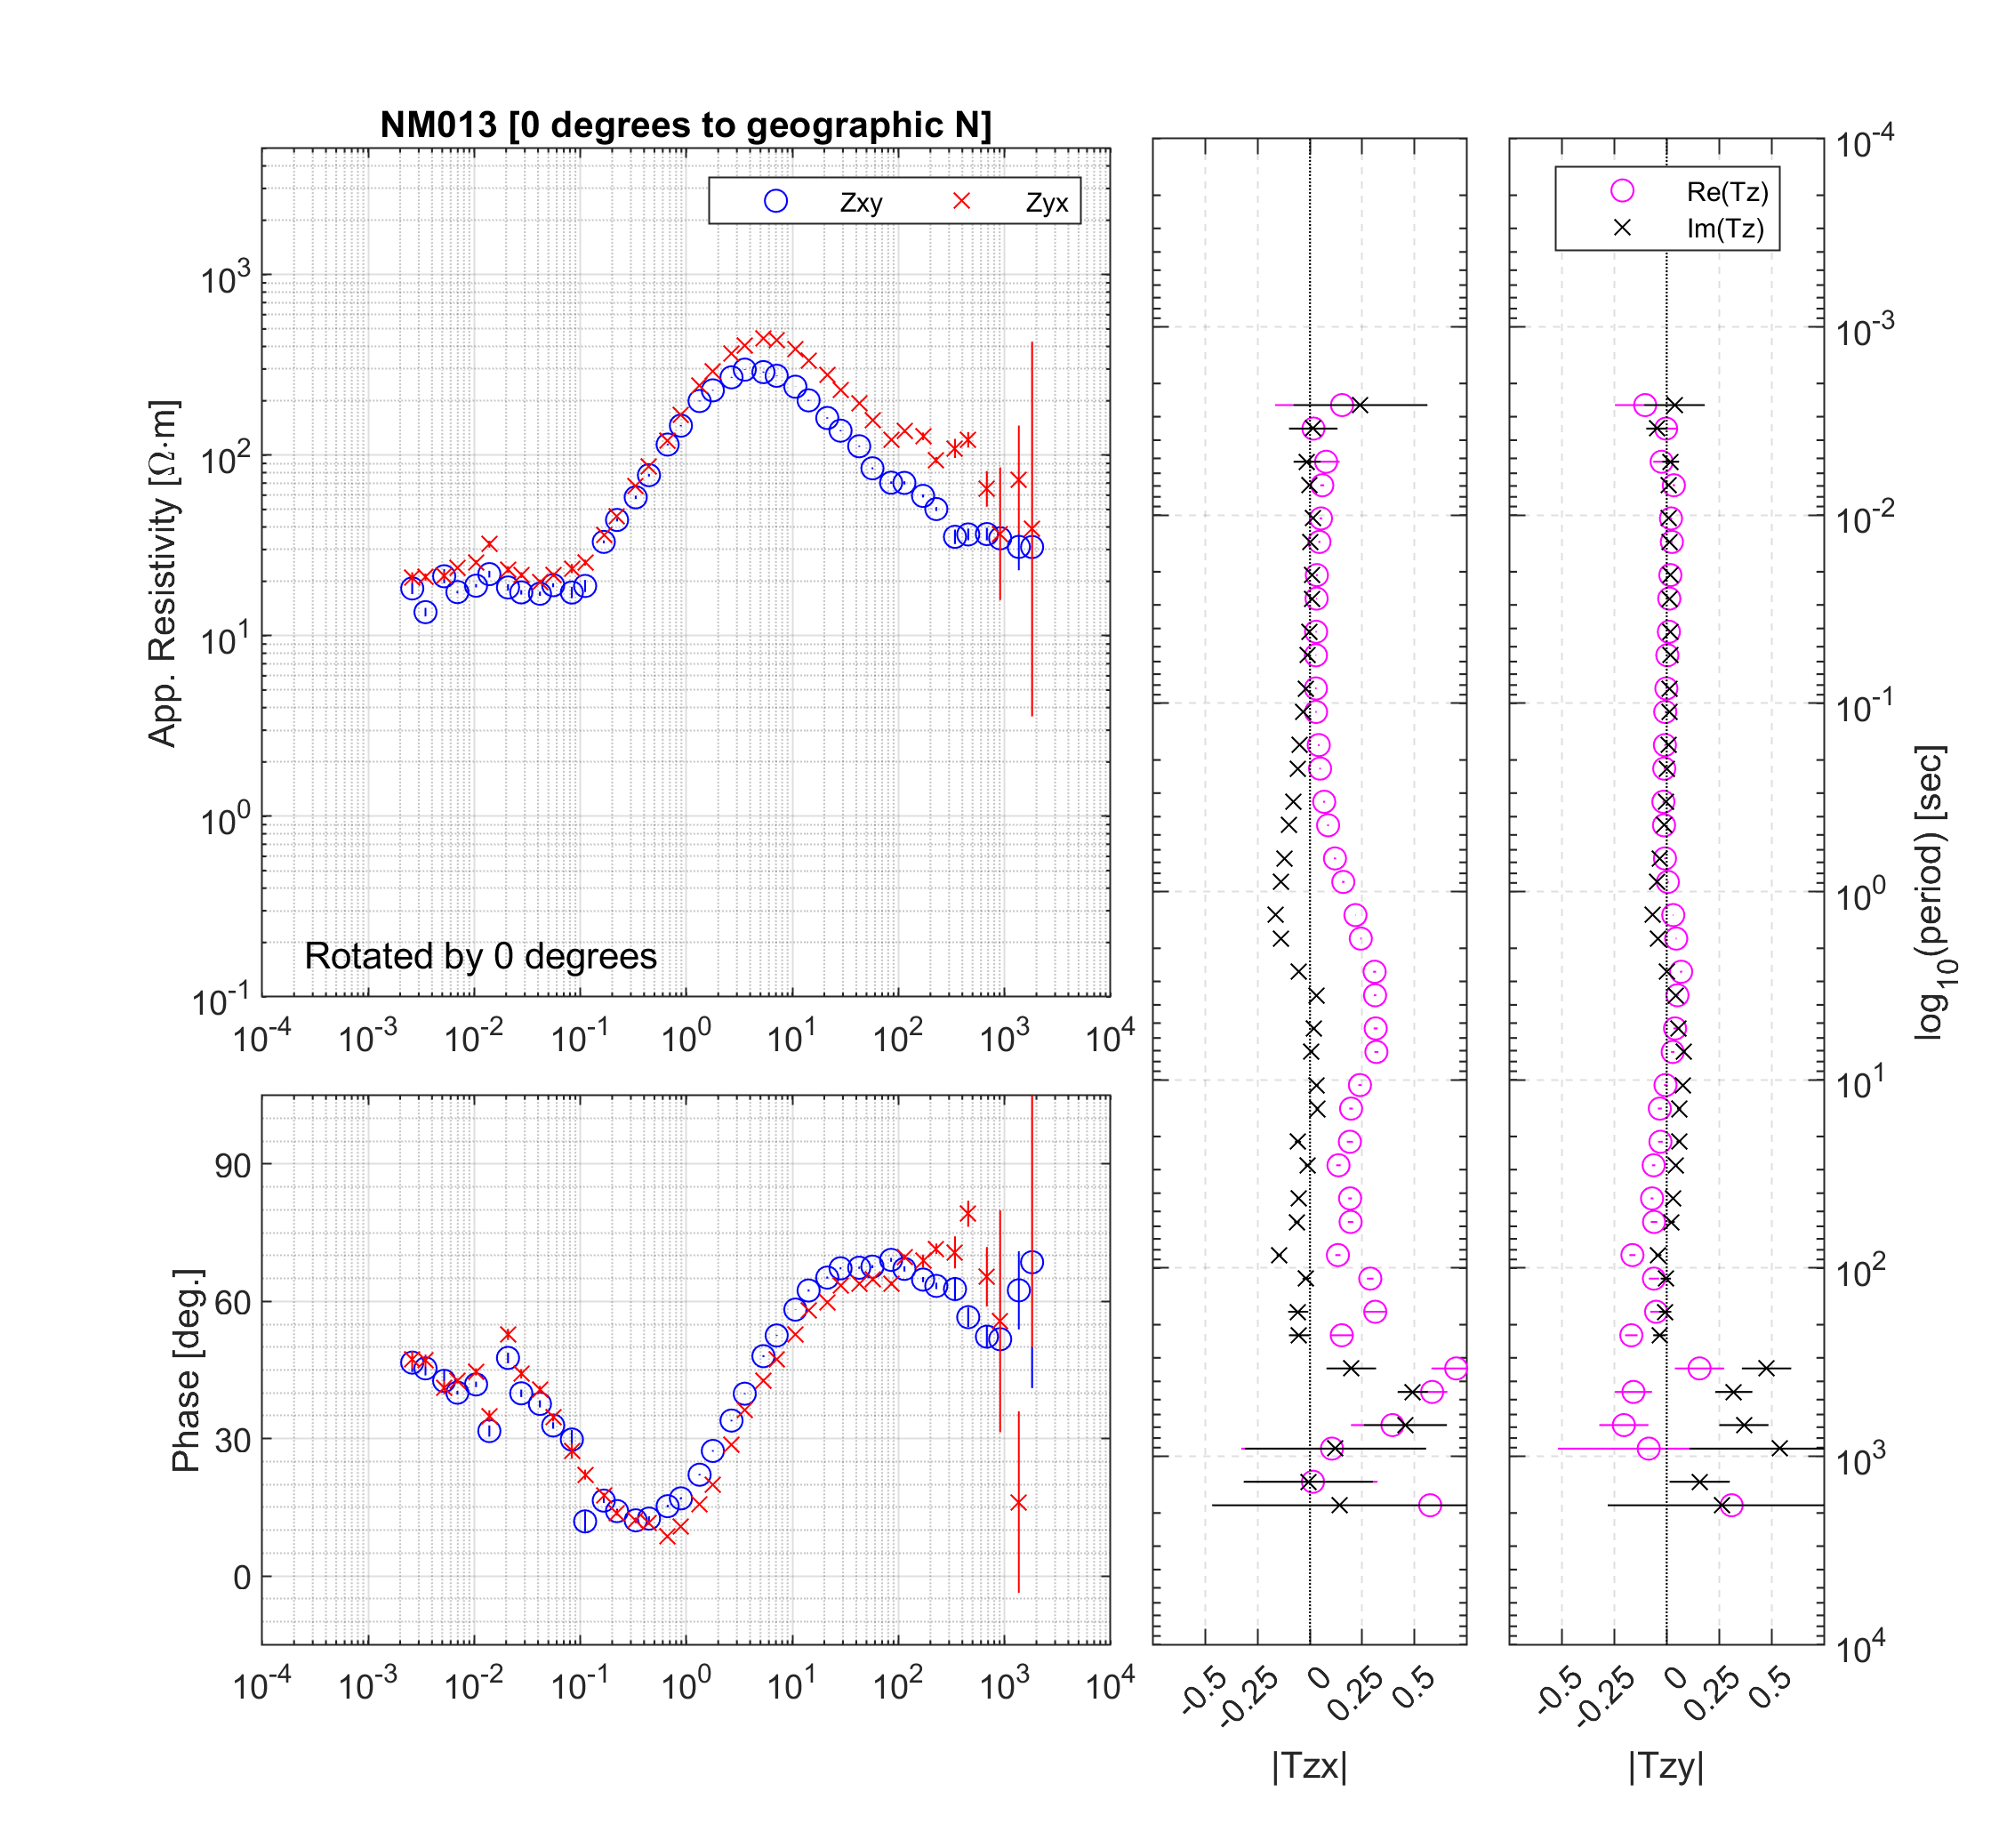 NM013 [0 degrees to geographic N]
Zxy Zyx
App. Resistivity [Ω·m]
10^3
10^2
10^1
10^0
10^-1
Rotated by 0 degrees
10^-4 10^-3 10^-2 10^-1 10^0 10^1 10^2 10^3 10^4
Phase [deg.]
90
60
30
0
10^-4 10^-3 10^-2 10^-1 10^0 10^1 10^2 10^3 10^4
-0.5 -0.25 0 0.25 0.5
|Tzx|
Re(Tz)
Im(Tz)
-0.5 -0.25 0 0.25 0.5
|Tzy|
10^-4
10^-3
10^-2
10^-1
10^0
10^1
10^2
10^3
10^4
log_10(period) [sec]